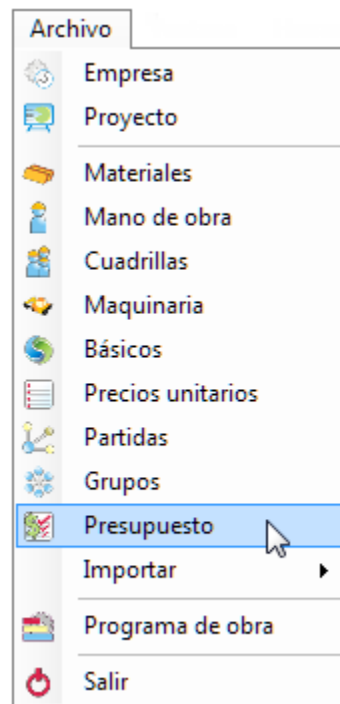 Archivo
Empresa
Proyecto
Materiales
Mano de obra
Cuadrillas
Maquinaria
Básicos
Precios unitarios
Partidas
Grupos
Presupuesto
Importar
Programa de obra
Salir